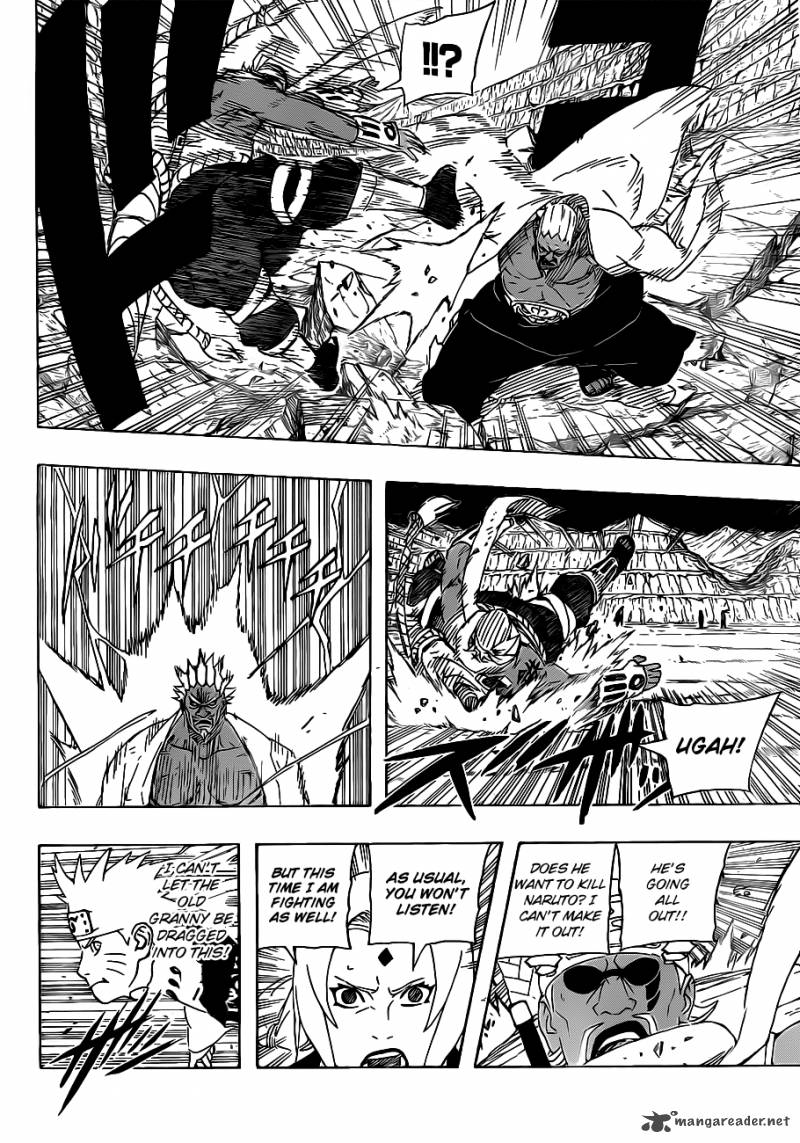 !!?
UGAH!
HE'S
GOING
ALL
OUT!!
DOES HE
WANT TO KILL
NARUTO? I
CAN'T MAKE
IT OUT!
AS USUAL,
YOU WON'T
LISTEN!
BUT THIS
TIME I AM
FIGHTING
AS WELL!
I CAN'T
LET THE
OLD
GRANNY BE
DRAGGED
INTO THIS!
mangareader.net